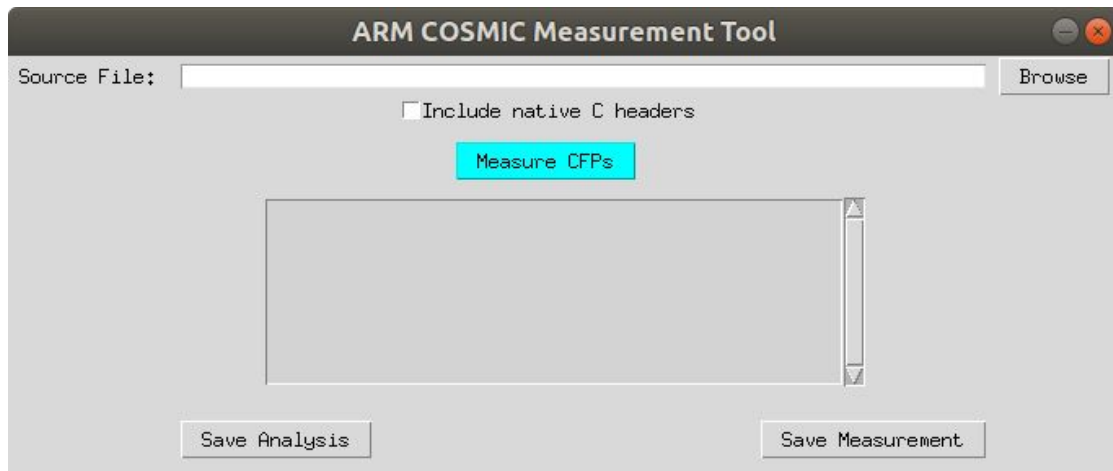 ARM COSMIC Measurement Tool
Source File: Browse
Include native C headers
Measure CFPs
Save Analysis Save Measurement